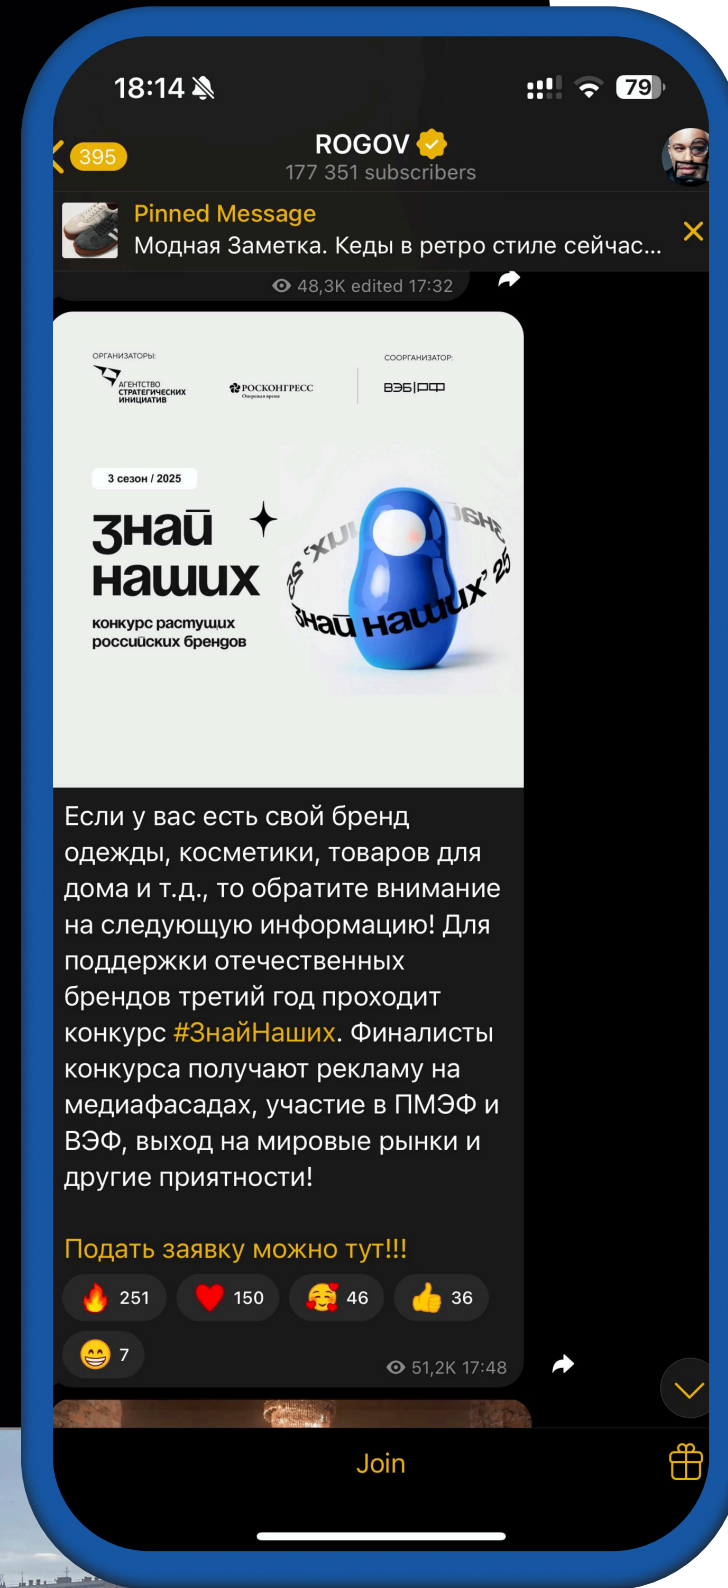 18:14
79
395
ROGOV
177 351 subscribers
Pinned Message
Модная Заметка. Кеды в ретро стиле сейчас...
48,3K edited 17:32
ОРГАНИЗАТОРЫ:
СООРГАНИЗАТОР:
АГЕНТСТВО
СТРАТЕГИЧЕСКИХ
ИНИЦИАТИВ
РОСКОНГРЕСС
Опережая время
ВЭБ|РФ
3 сезон / 2025
знай
наших
конкурс растущих
российских брендов
знай наших' 25
Если у вас есть свой бренд
одежды, косметики, товаров для
дома и т.д., то обратите внимание
на следующую информацию! Для
поддержки отечественных
брендов третий год проходит
конкурс #ЗнайНаших. Финалисты
конкурса получают рекламу на
медиафасадах, участие в ПМЭФ и
ВЭФ, выход на мировые рынки и
другие приятности!
Подать заявку можно тут!!!
251
150
46
36
7
51,2K 17:48
Join